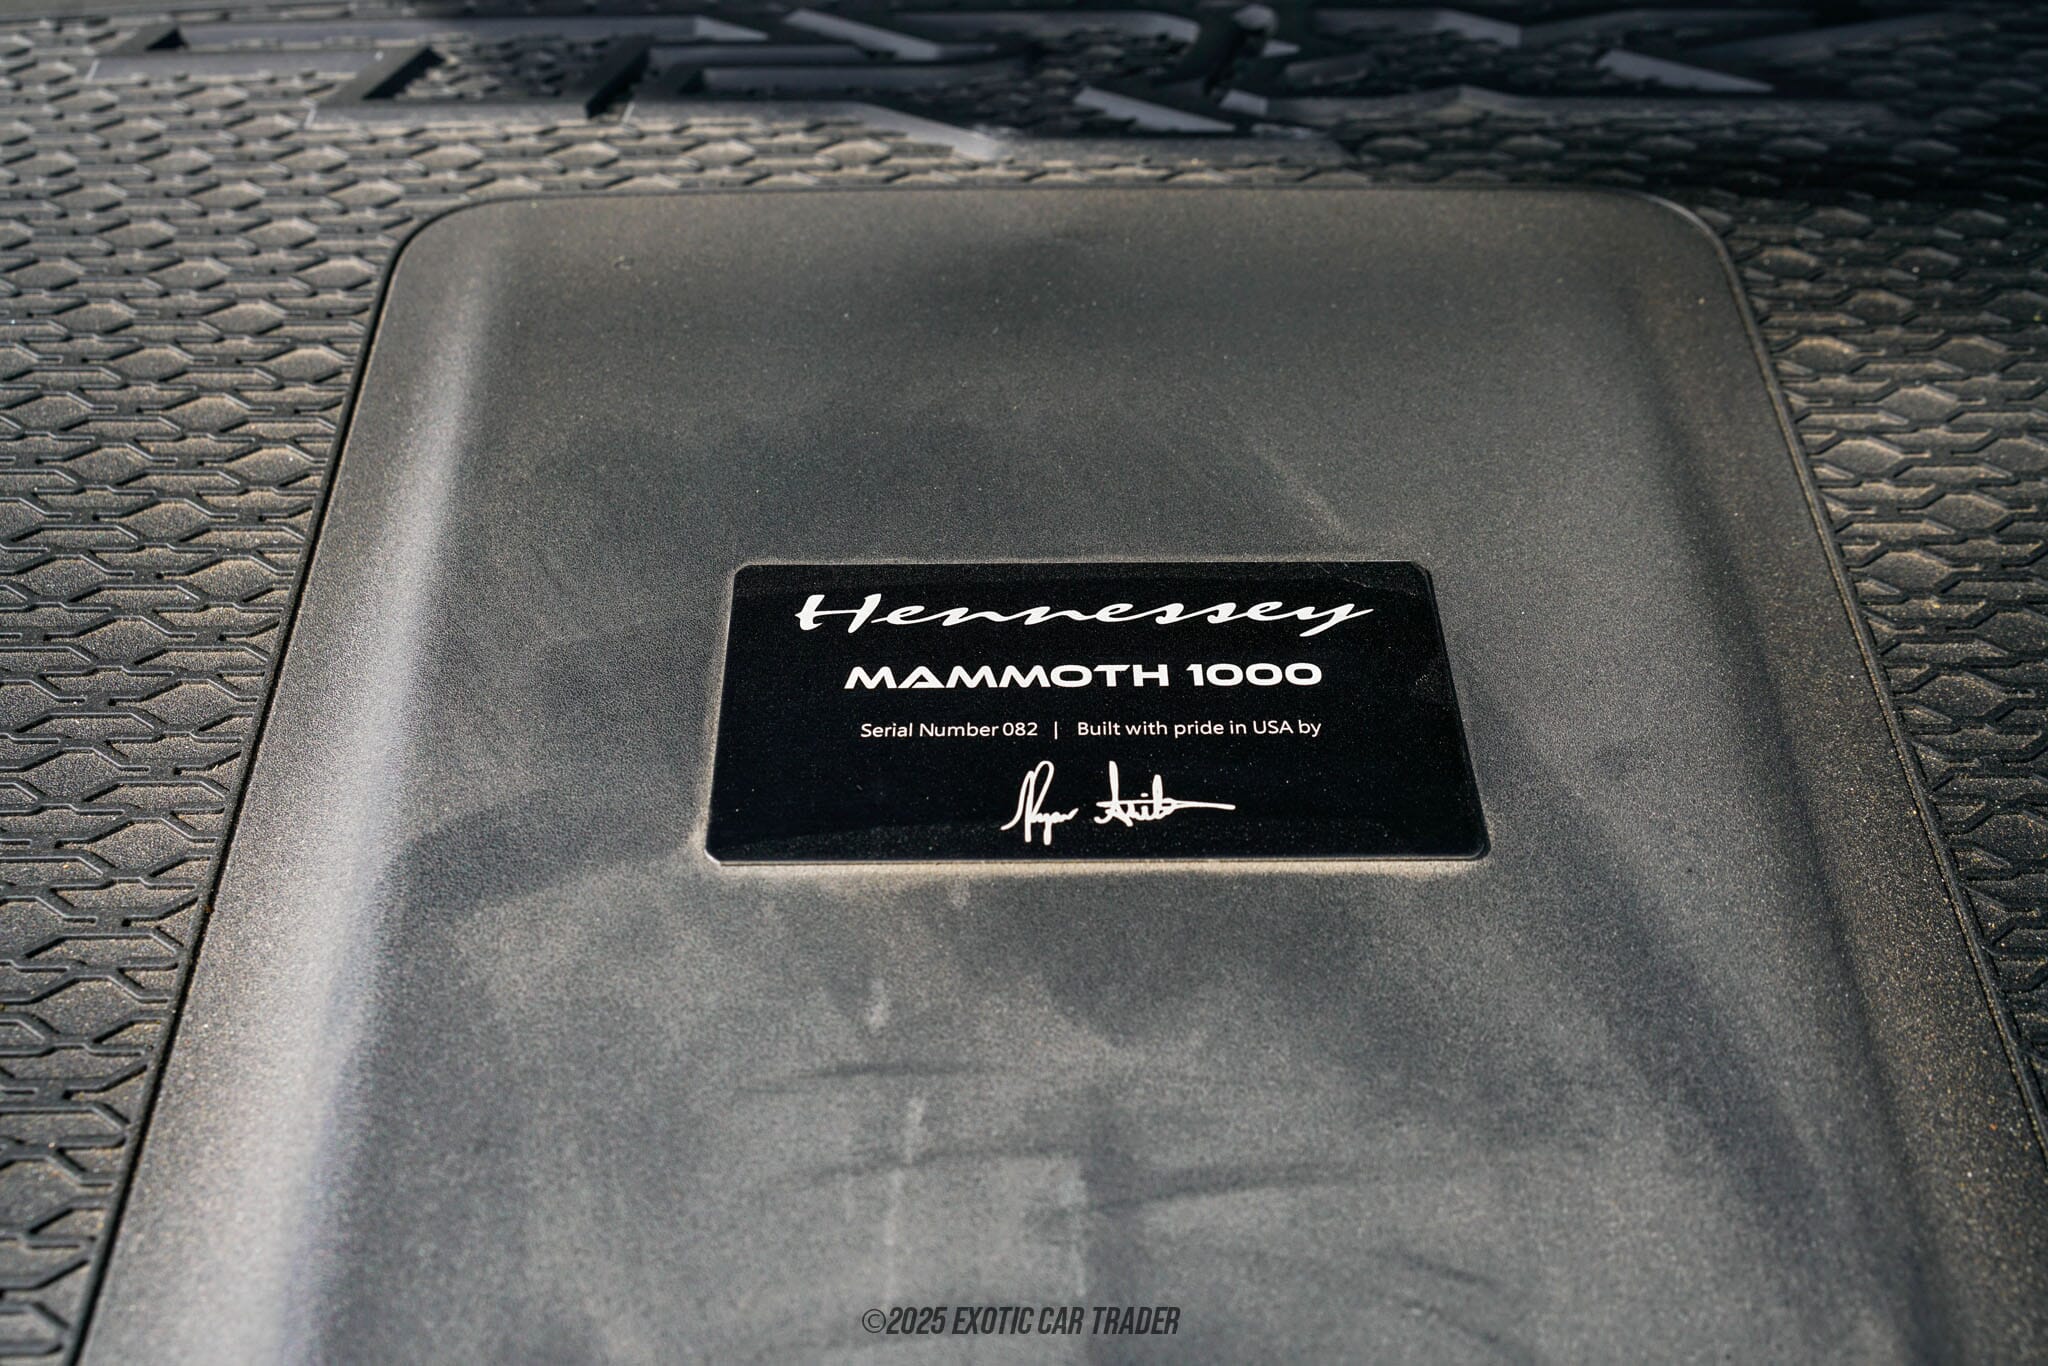 Hennessey
MAMMOTH 1000
Serial Number 082 | Built with pride in USA by
©2025 EXOTIC CAR TRADER